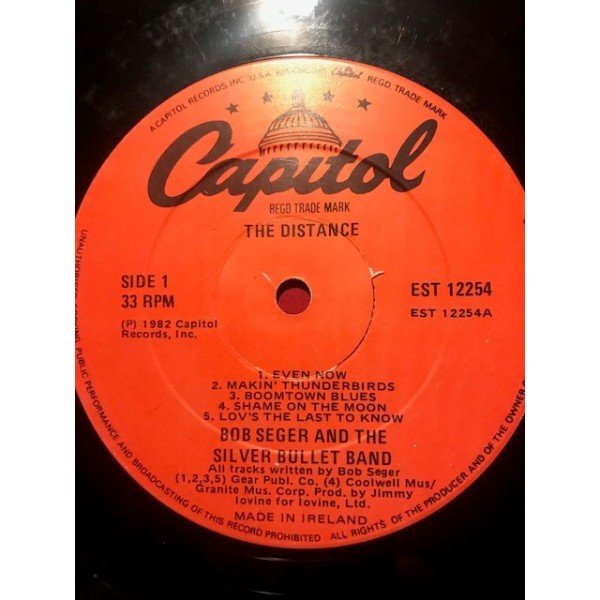 A CAPITOL RECORDS, INC. U.S.A.
Capitol
REGD TRADE MARK
Capitol
REGD TRADE MARK
THE DISTANCE
SIDE 1
33 RPM
(P) 1982 Capitol
Records, Inc.
EST 12254
EST 12254A
1. EVEN NOW
2. MAKIN' THUNDERBIRDS
3. BOOMTOWN BLUES
4. SHAME ON THE MOON
5. LOV'S THE LAST TO KNOW
BOB SEGER AND THE
SILVER BULLET BAND
All tracks written by Bob Seger
(1,2,3,5) Gear Publ. Co. (4) Coolwell Mus/
Granite Mus. Corp. Prod. by Jimmy
Iovine for Iovine, Ltd.
MADE IN IRELAND
PUBLIC PERFORMANCE AND BROADCASTING OF THIS RECORD PROHIBITED
ALL RIGHTS OF THE PRODUCER AND OF THE OWNER